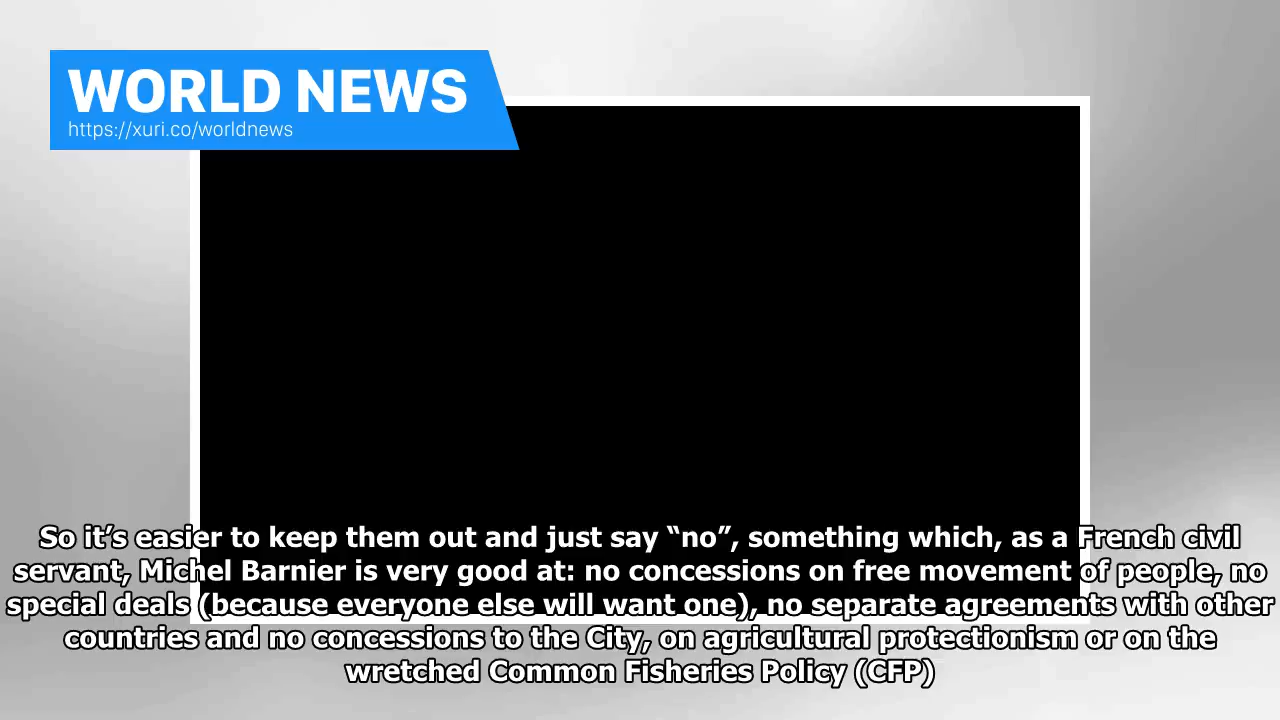 WORLD NEWS
https://xuri.co/worldnews
So it’s easier to keep them out and just say “no”, something which, as a French civil
servant, Michel Barnier is very good at: no concessions on free movement of people, no
special deals (because everyone else will want one), no separate agreements with other
countries and no concessions to the City, on agricultural protectionism or on the
wretched Common Fisheries Policy (CFP)